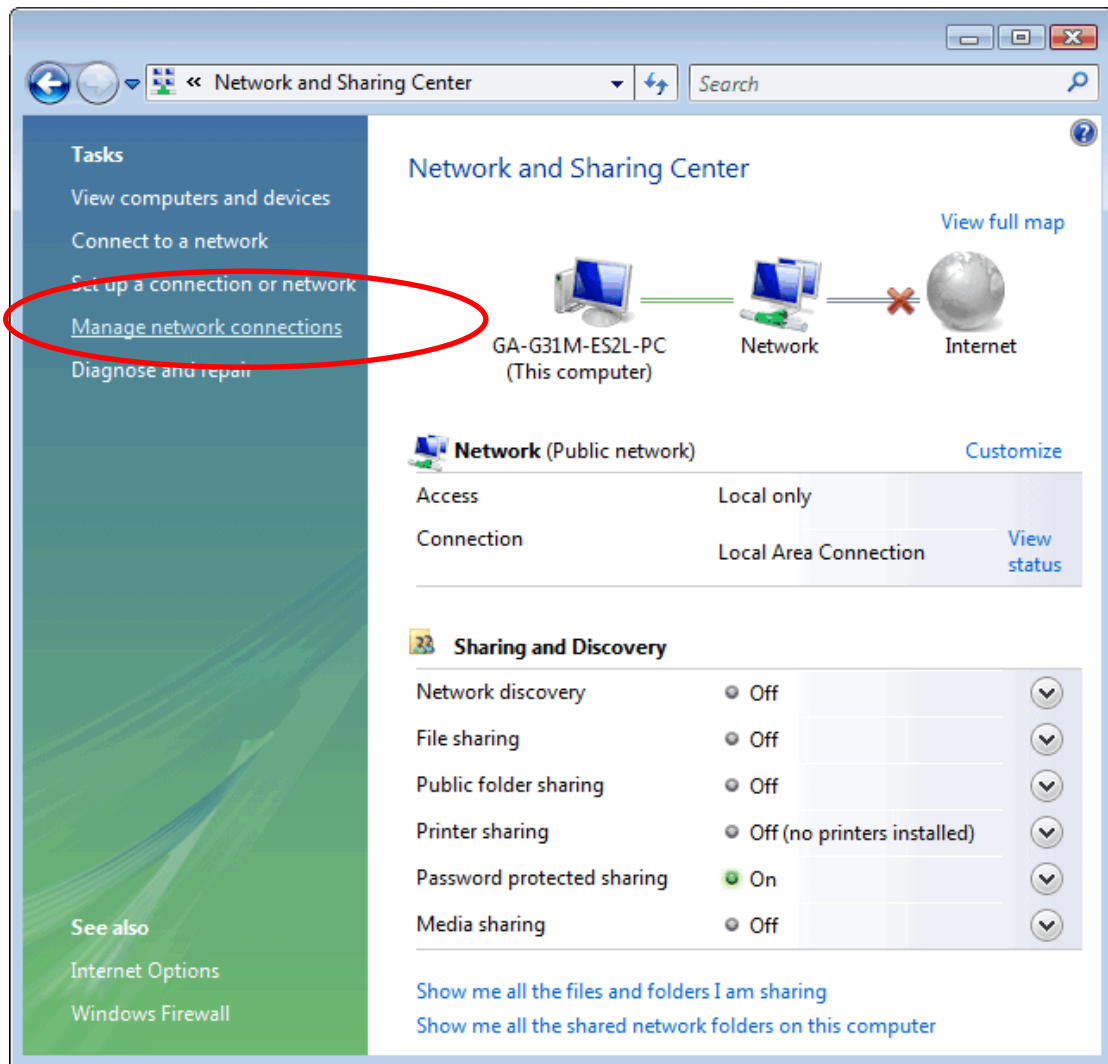 « Network and Sharing Center
Search
Tasks
View computers and devices
Connect to a network
Set up a connection or network
Manage network connections
Diagnose and repair
See also
Internet Options
Windows Firewall
Network and Sharing Center
View full map
GA-G31M-ES2L-PC
(This computer)
Network
Internet
Network (Public network)
Customize
Access
Local only
Connection
Local Area Connection
View
status
Sharing and Discovery
Network discovery
Off
File sharing
Off
Public folder sharing
Off
Printer sharing
Off (no printers installed)
Password protected sharing
On
Media sharing
Off
Show me all the files and folders I am sharing
Show me all the shared network folders on this computer